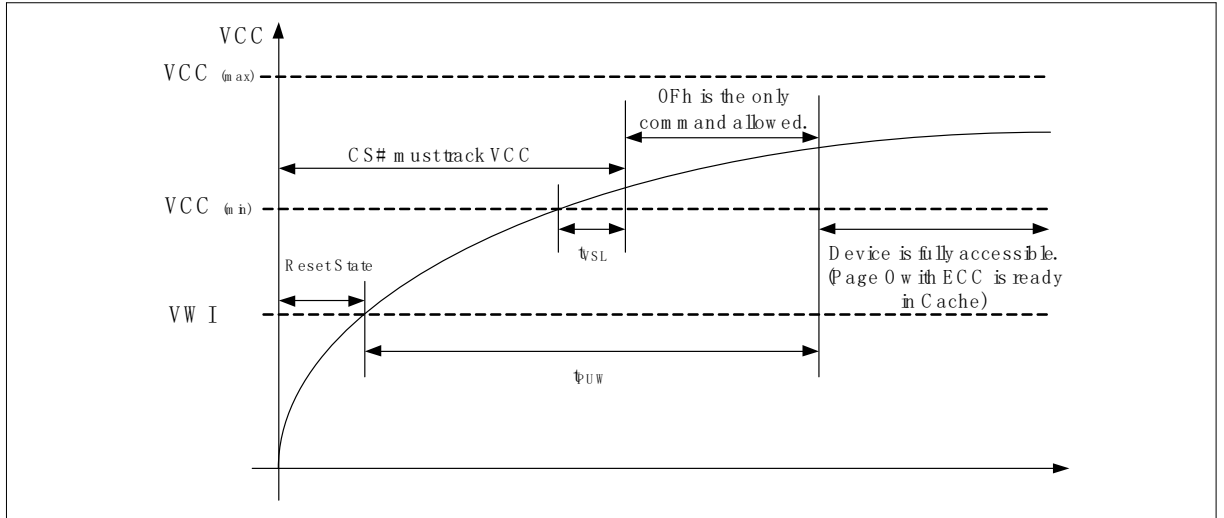 VCC
VCC (max)
0Fh is the only
command allowed.
CS# must track VCC
VCC (min)
tVSL
Device is fully accessible.
(Page 0 with ECC is ready
in Cache)
Reset State
VWI
tPUW